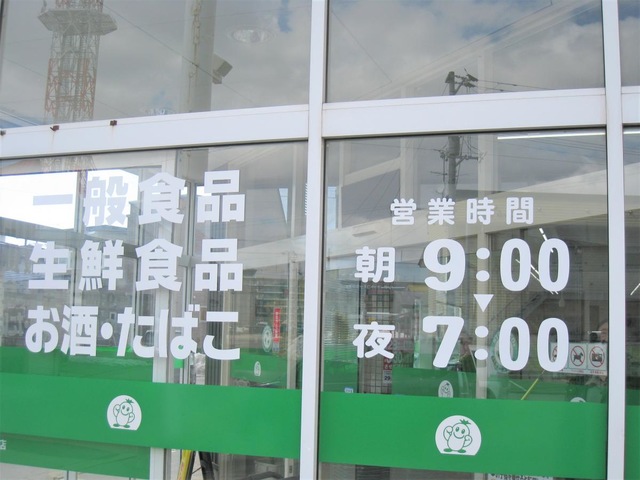 一般食品
生鮮食品
お酒・たばこ
営業時間
朝 9:00
▼
夜 7:00
店